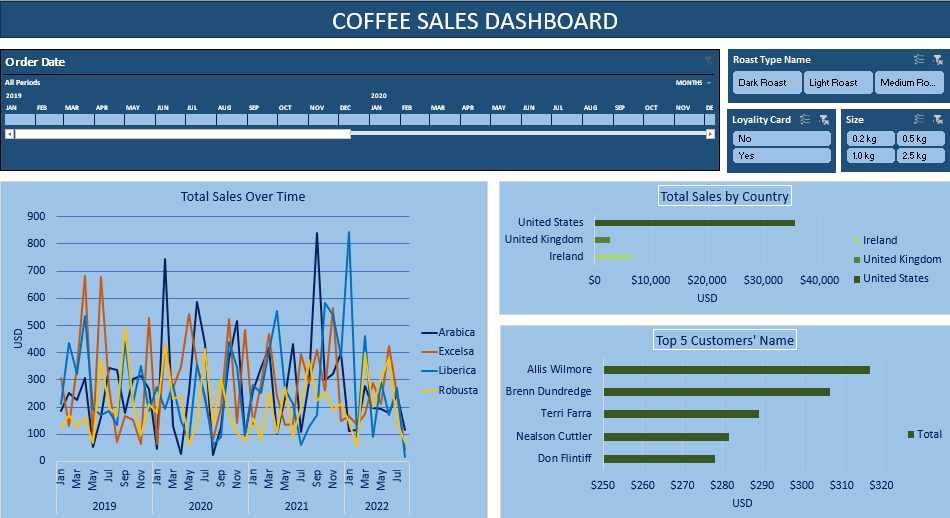 COFFEE SALES DASHBOARD
Order Date
All Periods MONTHS
2019 2020
JAN FEB MAR APR MAY JUN JUL AUG SEP OCT NOV DEC JAN FEB MAR APR MAY JUN JUL AUG SEP OCT NOV DE
Roast Type Name
Dark Roast Light Roast Medium Ro...
Loyality Card
No
Yes
Size
0.2 kg 0.5 kg
1.0 kg 2.5 kg
Total Sales Over Time
900
800
700
600
500
400
300
200
100
0
USD
Jan Mar May Jul Sep Nov Jan Mar May Jul Sep Nov Jan Mar May Jul Sep Nov Jan Mar May Jul
2019 2020 2021 2022
Arabica
Excelsa
Liberica
Robusta
Total Sales by Country
United States
United Kingdom
Ireland
$0 $10,000 $20,000 $30,000 $40,000
USD
Ireland
United Kingdom
United States
Top 5 Customers' Name
Allis Wilmore
Brenn Dundredge
Terri Farra
Nealson Cuttler
Don Flintiff
$250 $260 $270 $280 $290 $300 $310 $320
USD
Total